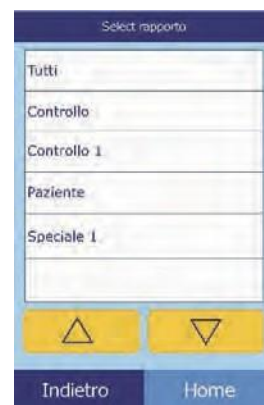 Select rapporto
Tutti
Controllo
Controllo 1
Paziente
Speciale 1
Indietro
Home